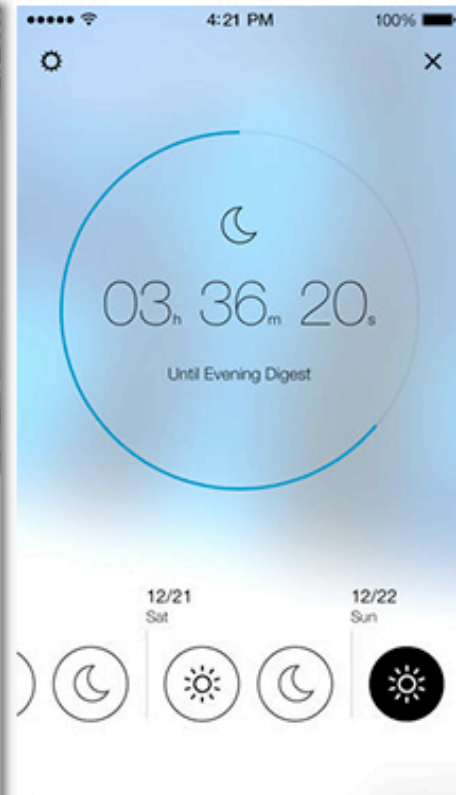 4:21 PM 100%
03h 36m 20s
Until Evening Digest
12/21 12/22
Sat Sun